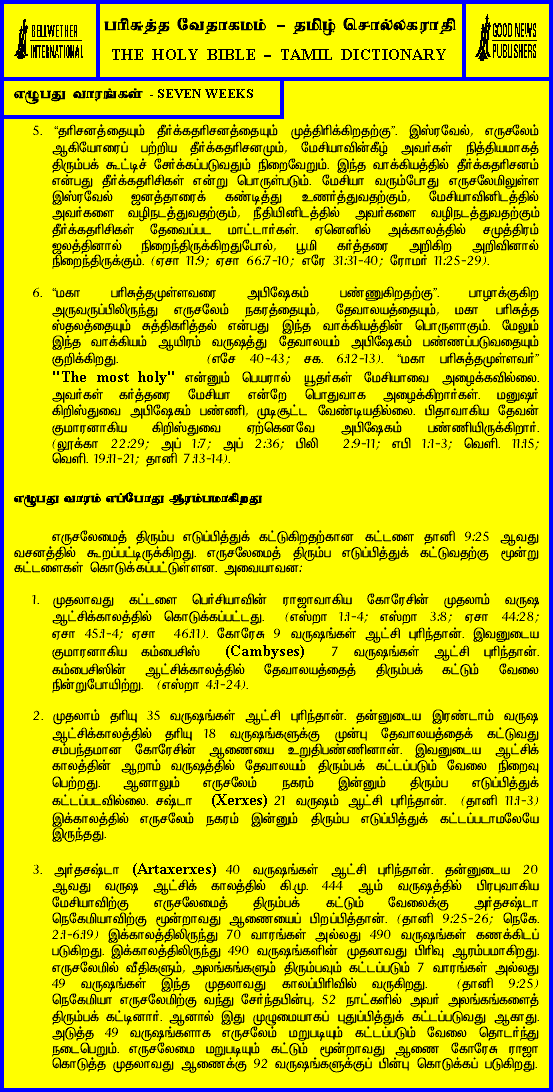 BELLWETHER
INTERNATIONAL
பரிசுத்த வேதாகமம் – தமிழ் சொல்லகராதி
THE HOLY BIBLE – TAMIL DICTIONARY
GOOD NEWS
PUBLISHERS
எழுபது வாரங்கள் - SEVEN WEEKS
5. “தரிசனத்தையும் தீர்க்கதரிசனத்தையும் முத்திரிக்கிறதற்கு”. இஸ்ரவேல், எருசலேம்
ஆகியோரைப் பற்றிய தீர்க்கதரிசனமும், மேசியாவின்கீழ் அவர்கள் நித்தியமாகத்
திரும்பக் கூட்டிச் சேர்க்கப்படுவதும் நிறைவேறும். இந்த வாக்கியத்தில் தீர்க்கதரிசனம்
என்பது தீர்க்கதரிசிகள் என்று பொருள்படும். மேசியா வரும்போது எருசலேமிலுள்ள
இஸ்ரவேல் ஜனத்தாரைக் கண்டித்து உணர்த்துவதற்கும், மேசியாவினிடத்தில்
அவர்களை வழிநடத்துவதற்கும், நீதியினிடத்தில் அவர்களை வழிநடத்துவதற்கும்
தீர்க்கதரிசிகள் தேவைப்பட மாட்டார்கள். ஏனெனில் அக்காலத்தில் சமுத்திரம்
ஜலத்தினால் நிறைந்திருக்கிறதுபோல், பூமி கர்த்தரை அறிகிற அறிவினால்
நிறைந்திருக்கும். (ஏசா 11:9; ஏசா 66:7-10; எரே 31:31-40; ரோமர் 11:25-29).
6. “மகா பரிசுத்தமுள்ளவரை அபிஷேகம் பண்ணுகிறதற்கு”. பாழாக்குகிற
அருவருப்பிலிருந்து எருசலேம் நகரத்தையும், தேவாலயத்தையும், மகா பரிசுத்த
ஸ்தலத்தையும் சுத்திகரித்தல் என்பது இந்த வாக்கியத்தின் பொருளாகும். மேலும்
இந்த வாக்கியம் ஆயிரம் வருஷத்து தேவாலயம் அபிஷேகம் பண்ணப்படுவதையும்
குறிக்கிறது. (எசே 40-43; சக. 6:12-13). “மகா பரிசுத்தமுள்ளவர்”
"The most holy" என்னும் பெயரால் யூதர்கள் மேசியாவை அழைக்கவில்லை.
அவர்கள் கர்த்தரை மேசியா என்றே பொதுவாக அழைக்கிறார்கள். மனுஷர்
கிறிஸ்துவை அபிஷேகம் பண்ணி, முடிசூட்ட வேண்டியதில்லை. பிதாவாகிய தேவன்
குமாரனாகிய கிறிஸ்துவை ஏற்கெனவே அபிஷேகம் பண்ணியிருக்கிறார்.
(லூக்கா 22:29; அப் 1:7; அப் 2:36; பிலி 2:9-11; எபி 1:1-3; வெளி. 11:15;
வெளி. 19:11-21; தானி 7:13-14).
எழுபது வாரம் எப்போது ஆரம்பமாகிறது
எருசலேமைத் திரும்ப எடுப்பித்துக் கட்டுகிறதற்கான கட்டளை தானி 9:25 ஆவது
வசனத்தில் கூறப்பட்டிருக்கிறது. எருசலேமைத் திரும்ப எடுப்பித்துக் கட்டுவதற்கு மூன்று
கட்டளைகள் கொடுக்கப்பட்டுள்ளன. அவையாவன:
1. முதலாவது கட்டளை பெர்சியாவின் ராஜாவாகிய கோரேசின் முதலாம் வருஷ
ஆட்சிக்காலத்தில் கொடுக்கப்பட்டது. (எஸ்றா 1:1-4; எஸ்றா 3:8; ஏசா 44:28;
ஏசா 45:1-4; ஏசா 46:11). கோரேசு 9 வருஷங்கள் ஆட்சி புரிந்தான். இவனுடைய
குமாரனாகிய கம்பைசிஸ் (Cambyses) 7 வருஷங்கள் ஆட்சி புரிந்தான்.
கம்பைசிஸின் ஆட்சிக்காலத்தில் தேவாலயத்தைத் திரும்பக் கட்டும் வேலை
நின்றுபோயிற்று. (எஸ்றா 4:1-24).
2. முதலாம் தரியு 35 வருஷங்கள் ஆட்சி புரிந்தான். தன்னுடைய இரண்டாம் வருஷ
ஆட்சிக்காலத்தில் தரியு 18 வருஷங்களுக்கு முன்பு தேவாலயத்தைக் கட்டுவது
சம்பந்தமான கோரேசின் ஆணையை உறுதிபண்ணினான். இவனுடைய ஆட்சிக்
காலத்தின் ஆறாம் வருஷத்தில் தேவாலயம் திரும்பக் கட்டப்படும் வேலை நிறைவு
பெற்றது. ஆனாலும் எருசலேம் நகரம் இன்னும் திரும்ப எடுப்பித்துக்
கட்டப்படவில்லை. சஷ்டா (Xerxes) 21 வருஷம் ஆட்சி புரிந்தான். (தானி 11:1-3)
இக்காலத்தில் எருசலேம் நகரம் இன்னும் திரும்ப எடுப்பித்துக் கட்டப்படாமலேயே
இருந்தது.
3. அர்தசஷ்டா (Artaxerxes) 40 வருஷங்கள் ஆட்சி புரிந்தான். தன்னுடைய 20
ஆவது வருஷ ஆட்சிக் காலத்தில் கி.மு. 444 ஆம் வருஷத்தில் பிரபுவாகிய
மேசியாவிற்கு எருசலேமைத் திரும்பக் கட்டும் வேலைக்கு அர்தசஷ்டா
நெகேமியாவிற்கு மூன்றாவது ஆணையைப் பிறப்பித்தான். (தானி 9:25-26; நெகே.
2:1-6:19) இக்காலத்திலிருந்து 70 வாரங்கள் அல்லது 490 வருஷங்கள் கணக்கிடப்
படுகிறது. இக்காலத்திலிருந்து 490 வருஷங்களின் முதலாவது பிரிவு ஆரம்பமாகிறது.
எருசலேமில் வீதிகளும், அலங்கங்களும் திரும்பவும் கட்டப்படும் 7 வாரங்கள் அல்லது
49 வருஷங்கள் இந்த முதலாவது காலப்பிரிவில் வருகிறது. (தானி 9:25)
நெகேமியா எருசலேமிற்கு வந்து சேர்ந்தபின்பு, 52 நாட்களில் அவர் அலங்கங்களைத்
திரும்பக் கட்டினார். ஆனால் இது முழுமையாகப் புதுப்பித்துக் கட்டப்படுவது ஆகாது.
அடுத்த 49 வருஷங்களாக எருசலேம் மறுபடியும் கட்டப்படும் வேலை தொடர்ந்து
நடைபெறும். எருசலேமை மறுபடியும் கட்டும் மூன்றாவது ஆணை கோரேசு ராஜா
கொடுத்த முதலாவது ஆணைக்கு 92 வருஷங்களுக்குப் பின்பு கொடுக்கப் படுகிறது.